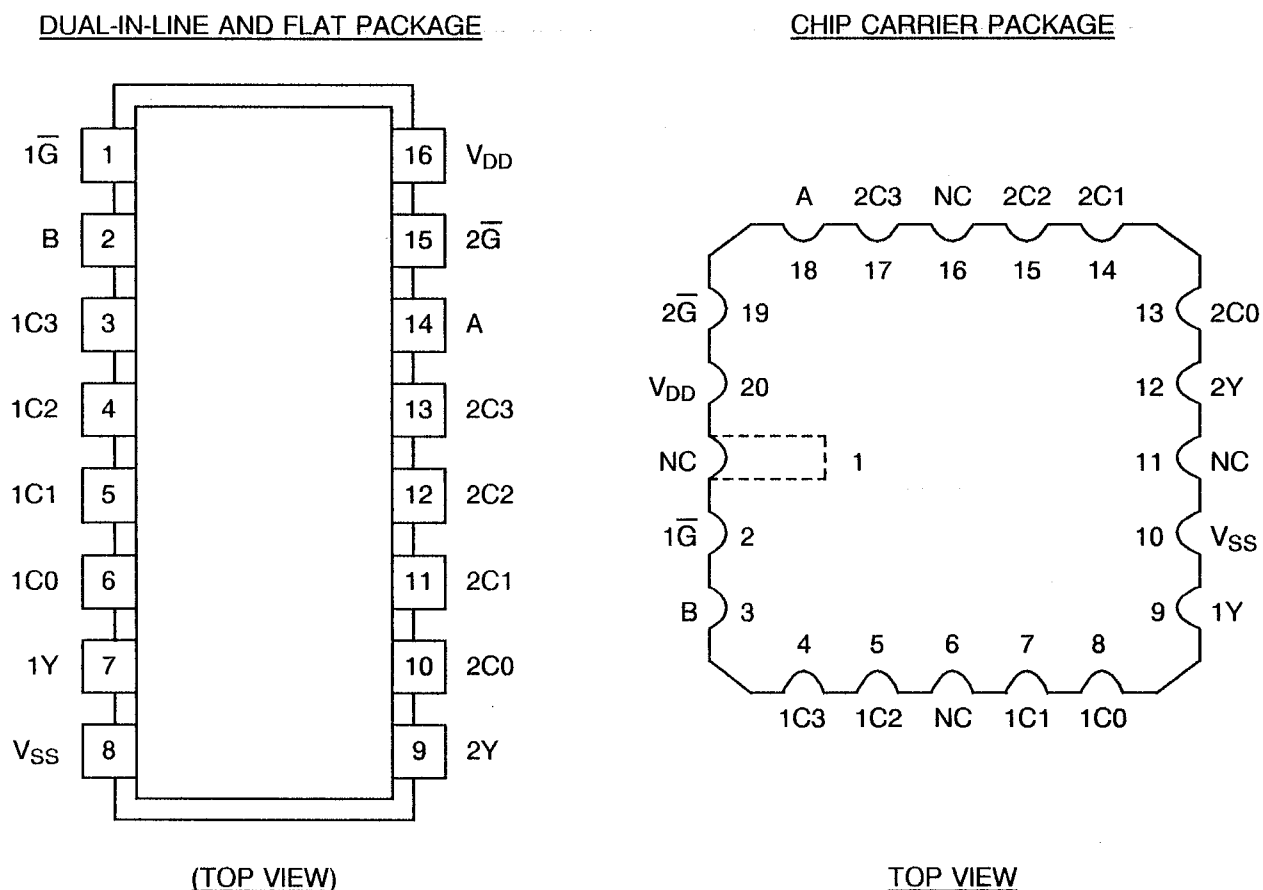 DUAL-IN-LINE AND FLAT PACKAGE
1G̅ 1 16 VDD
B 2 15 2G̅
1C3 3 14 A
1C2 4 13 2C3
1C1 5 12 2C2
1C0 6 11 2C1
1Y 7 10 2C0
VSS 8 9 2Y
(TOP VIEW)
CHIP CARRIER PACKAGE
A 2C3 NC 2C2 2C1
18 17 16 15 14
2G̅ 19 13 2C0
VDD 20 12 2Y
NC 1 11 NC
1G̅ 2 10 VSS
B 3 9 1Y
4 5 6 7 8
1C3 1C2 NC 1C1 1C0
TOP VIEW